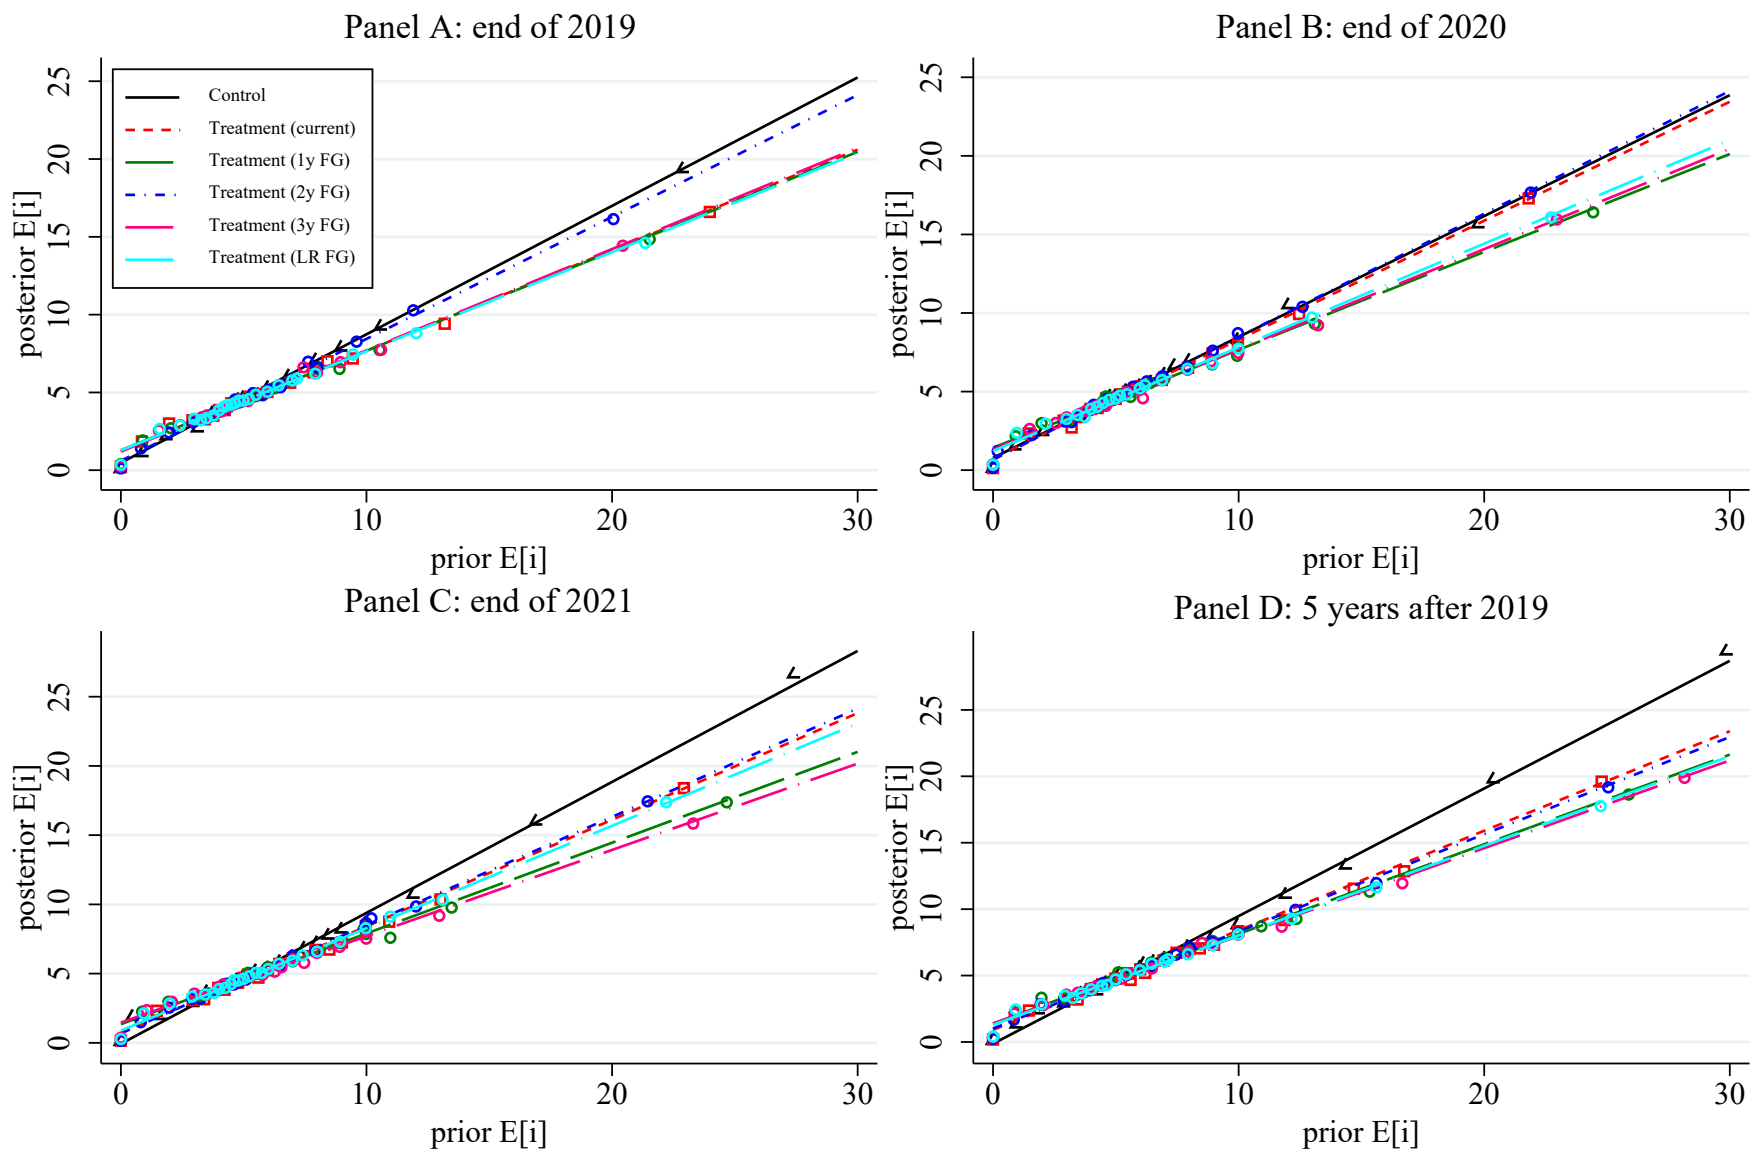 Panel A: end of 2019
posterior E[i]
25
20
15
10
5
0
Control
Treatment (current)
Treatment (1y FG)
Treatment (2y FG)
Treatment (3y FG)
Treatment (LR FG)
0 10 20 30
prior E[i]
Panel B: end of 2020
posterior E[i]
25
20
15
10
5
0
0 10 20 30
prior E[i]
Panel C: end of 2021
posterior E[i]
25
20
15
10
5
0
0 10 20 30
prior E[i]
Panel D: 5 years after 2019
posterior E[i]
25
20
15
10
5
0
0 10 20 30
prior E[i]